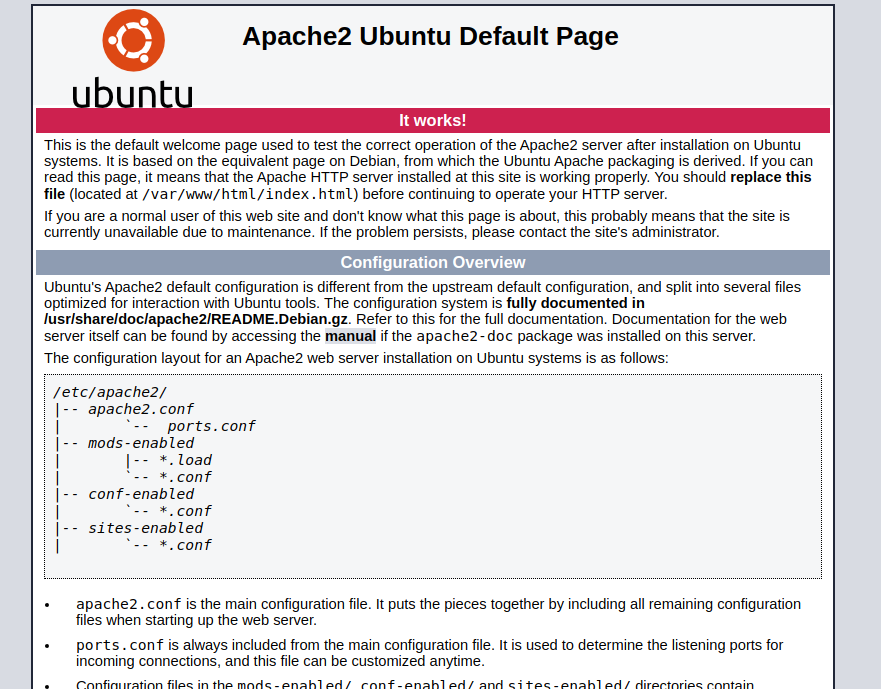 ubuntu
Apache2 Ubuntu Default Page
It works!
This is the default welcome page used to test the correct operation of the Apache2 server after installation on Ubuntu
systems. It is based on the equivalent page on Debian, from which the Ubuntu Apache packaging is derived. If you can
read this page, it means that the Apache HTTP server installed at this site is working properly. You should replace this
file (located at /var/www/html/index.html) before continuing to operate your HTTP server.
If you are a normal user of this web site and don't know what this page is about, this probably means that the site is
currently unavailable due to maintenance. If the problem persists, please contact the site's administrator.
Configuration Overview
Ubuntu's Apache2 default configuration is different from the upstream default configuration, and split into several files
optimized for interaction with Ubuntu tools. The configuration system is fully documented in
/usr/share/doc/apache2/README.Debian.gz. Refer to this for the full documentation. Documentation for the web
server itself can be found by accessing the manual if the apache2-doc package was installed on this server.
The configuration layout for an Apache2 web server installation on Ubuntu systems is as follows:
/etc/apache2/
|-- apache2.conf
|       `--  ports.conf
|-- mods-enabled
|       |-- *.load
|       `-- *.conf
|-- conf-enabled
|       `-- *.conf
|-- sites-enabled
|       `-- *.conf
• apache2.conf is the main configuration file. It puts the pieces together by including all remaining configuration
files when starting up the web server.
• ports.conf is always included from the main configuration file. It is used to determine the listening ports for
incoming connections, and this file can be customized anytime.
• Configuration files in the mods-enabled/, conf-enabled/ and sites-enabled/ directories contain